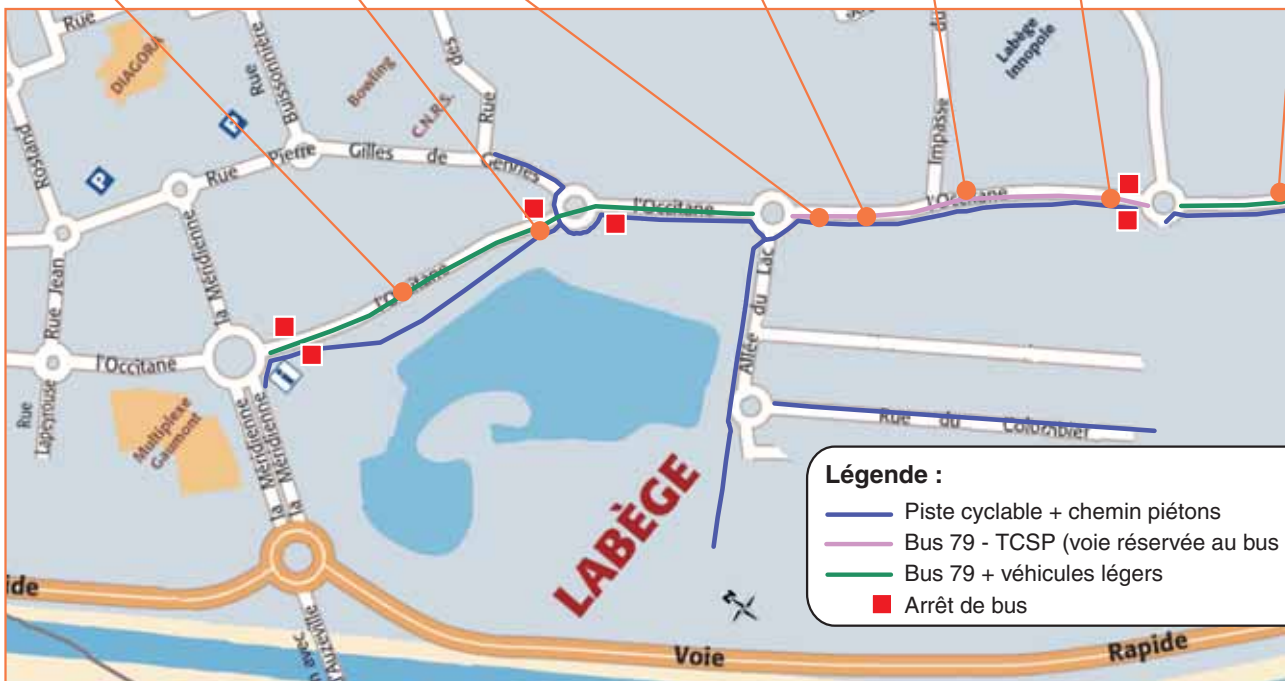 Rue
DIAGORA
Rue
Buissonnière
Bowling
C.N.R.S.
Rue
des
Impasse
du
Labège
Innopole
Rostand
P
P
Rue Pierre Gilles de Gennes
l'Occitane
l'Occitane
la Méridienne
Rue Jean
l'Occitane
l'Occitane
Allée du Lac
i
Rue
Lapeyrouse
Multiplexe
Gaumont
la Méridienne
la Méridienne
Rue du Colombier
LABÈGE
Légende :
Piste cyclable + chemin piétons
Bus 79 - TCSP (voie réservée au bus
Bus 79 + véhicules légers
Arrêt de bus
ide
n avec
l'Auzeville
Voie
Rapide